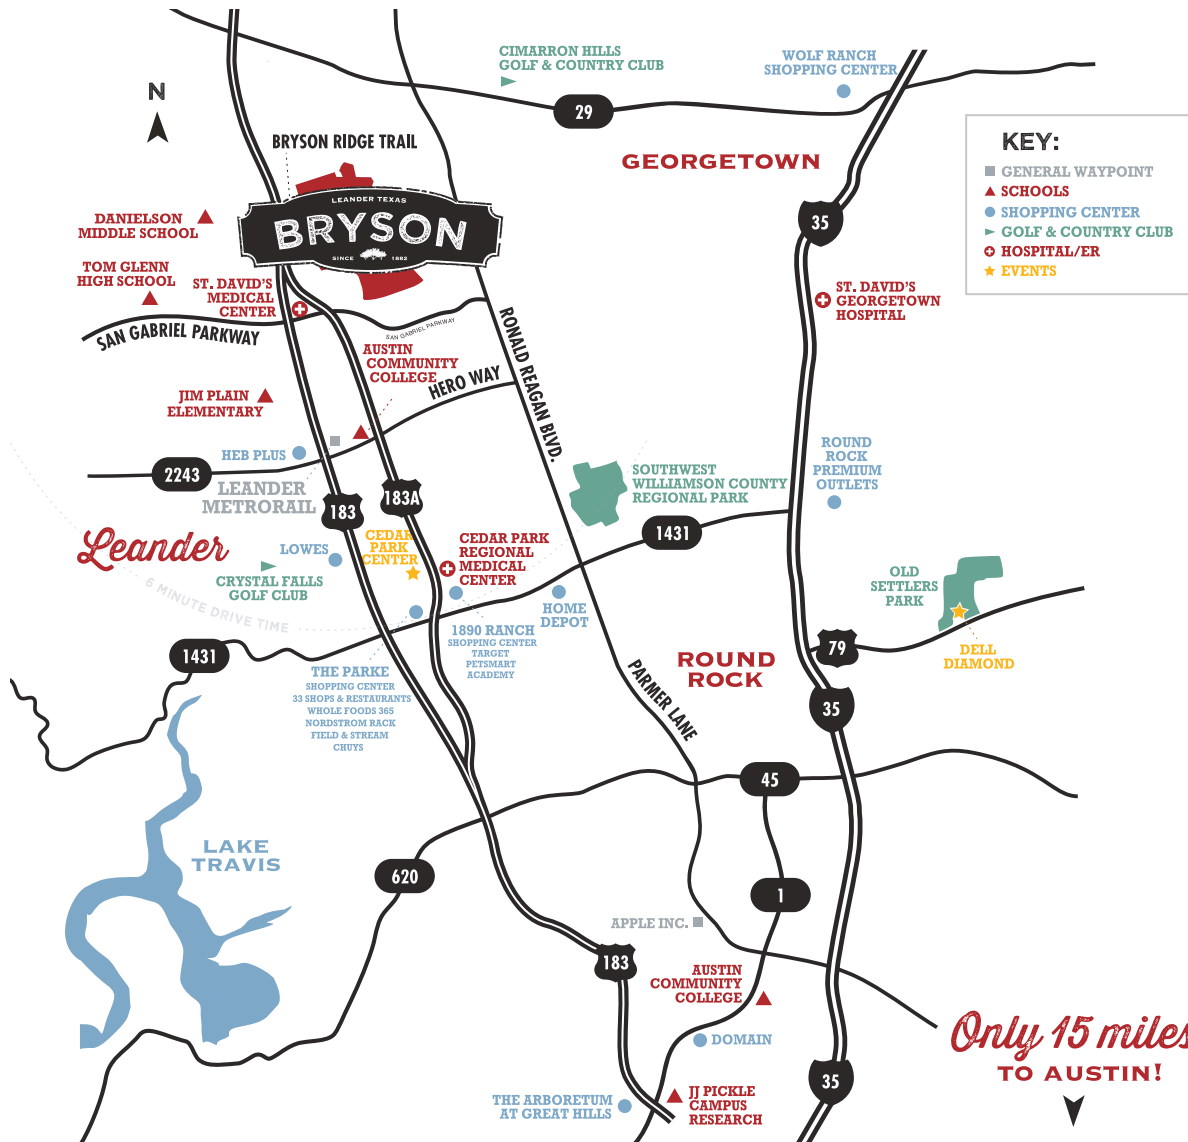 CIMARRON HILLS
GOLF & COUNTRY CLUB
WOLF RANCH
SHOPPING CENTER
N
29
BRYSON RIDGE TRAIL
GEORGETOWN
KEY:
GENERAL WAYPOINT
SCHOOLS
SHOPPING CENTER
GOLF & COUNTRY CLUB
HOSPITAL/ER
EVENTS
LEANDER TEXAS
BRYSON
SINCE 1882
DANIELSON
MIDDLE SCHOOL
35
TOM GLENN
HIGH SCHOOL
ST. DAVID'S
MEDICAL
CENTER
ST. DAVID'S
GEORGETOWN
HOSPITAL
SAN GABRIEL PARKWAY
SAN GABRIEL PARKWAY
RONALD REAGAN BLVD.
AUSTIN
COMMUNITY
COLLEGE
HERO WAY
JIM PLAIN
ELEMENTARY
HEB PLUS
2243
LEANDER
METRORAIL
183
183A
SOUTHWEST
WILLIAMSON COUNTY
REGIONAL PARK
ROUND
ROCK
PREMIUM
OUTLETS
1431
Leander
LOWES
CEDAR
PARK
CENTER
CEDAR PARK
REGIONAL
MEDICAL
CENTER
CRYSTAL FALLS
GOLF CLUB
6 MINUTE DRIVE TIME
OLD
SETTLERS
PARK
HOME
DEPOT
1890 RANCH
SHOPPING CENTER
TARGET
PETSMART
ACADEMY
1431
79
DELL
DIAMOND
THE PARKE
SHOPPING CENTER
33 SHOPS & RESTAURANTS
WHOLE FOODS 365
NORDSTROM RACK
FIELD & STREAM
CHUYS
ROUND
ROCK
PARMER LANE
35
45
LAKE
TRAVIS
620
1
APPLE INC.
183
AUSTIN
COMMUNITY
COLLEGE
DOMAIN
Only 15 miles
TO AUSTIN!
35
THE ARBORETUM
AT GREAT HILLS
JJ PICKLE
CAMPUS
RESEARCH